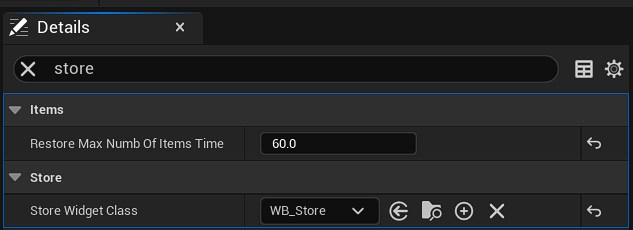 Details
store
Items
Restore Max Numb Of Items Time 60.0
Store
Store Widget Class WB_Store